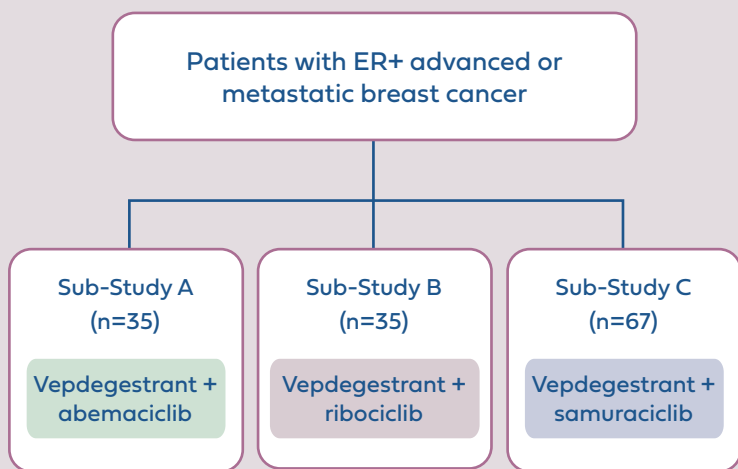 Patients with ER+ advanced or
metastatic breast cancer
Sub-Study A
(n=35)
Vepdegestrant +
abemaciclib
Sub-Study B
(n=35)
Vepdegestrant +
ribociclib
Sub-Study C
(n=67)
Vepdegestrant +
samuraciclib